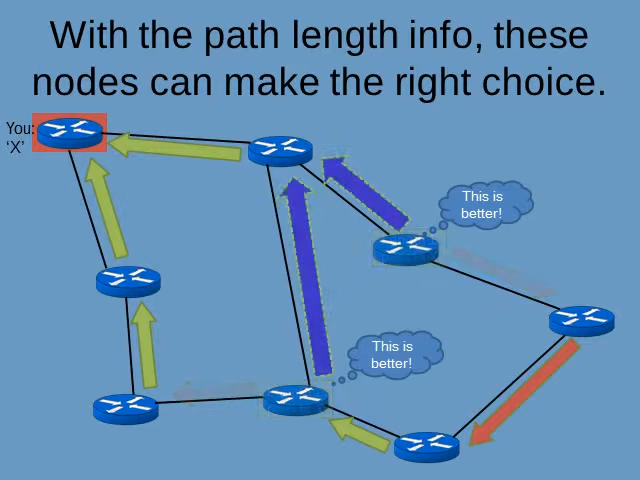 With the path length info, these
nodes can make the right choice.
You:
‘X’
This is
better!
This is
better!